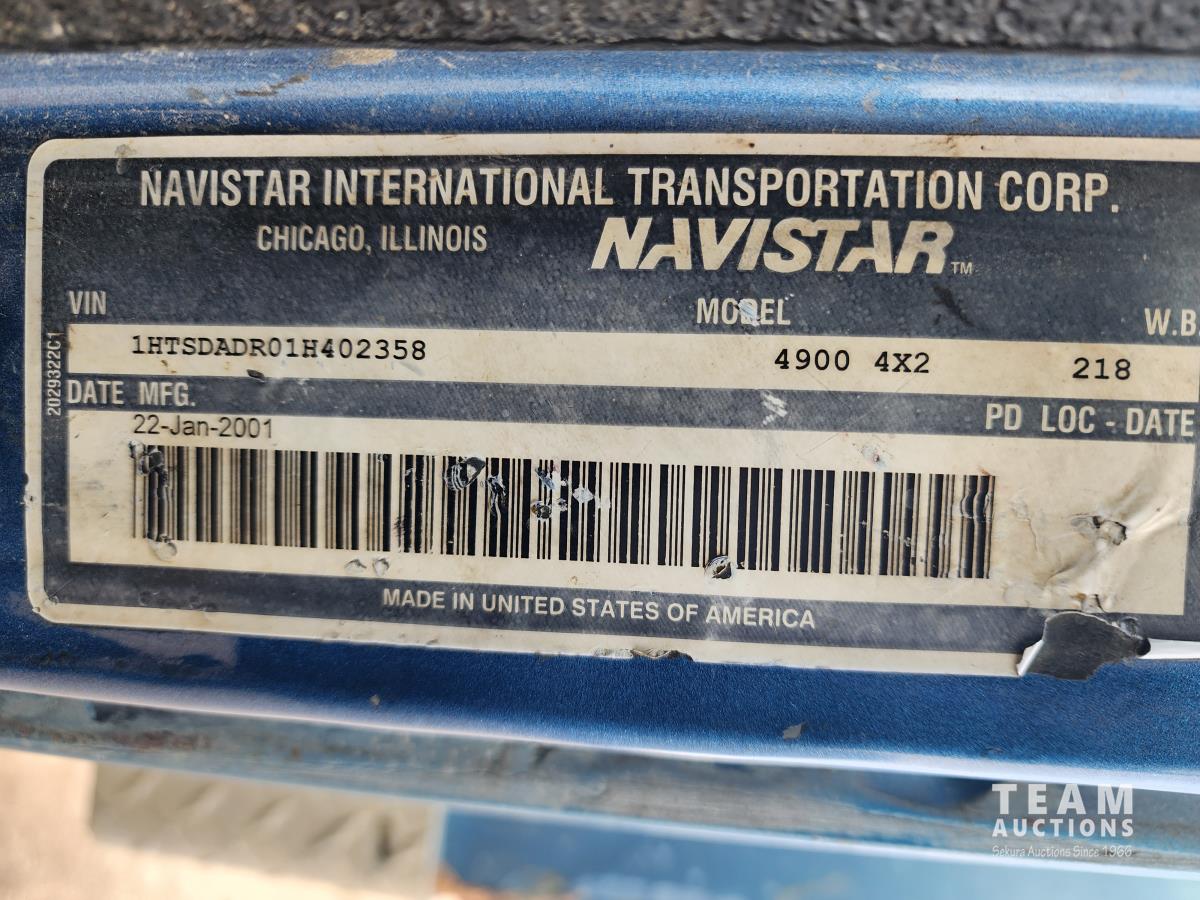 NAVISTAR INTERNATIONAL TRANSPORTATION CORP.
CHICAGO, ILLINOIS NAVISTAR™
VIN MODEL W.B
1HTSDADR01H402358 4900 4X2 218
2029322C1
DATE MFG. PD LOC - DATE
22-Jan-2001
MADE IN UNITED STATES OF AMERICA
TEAM
AUCTIONS
Sekura Auctions Since 1966